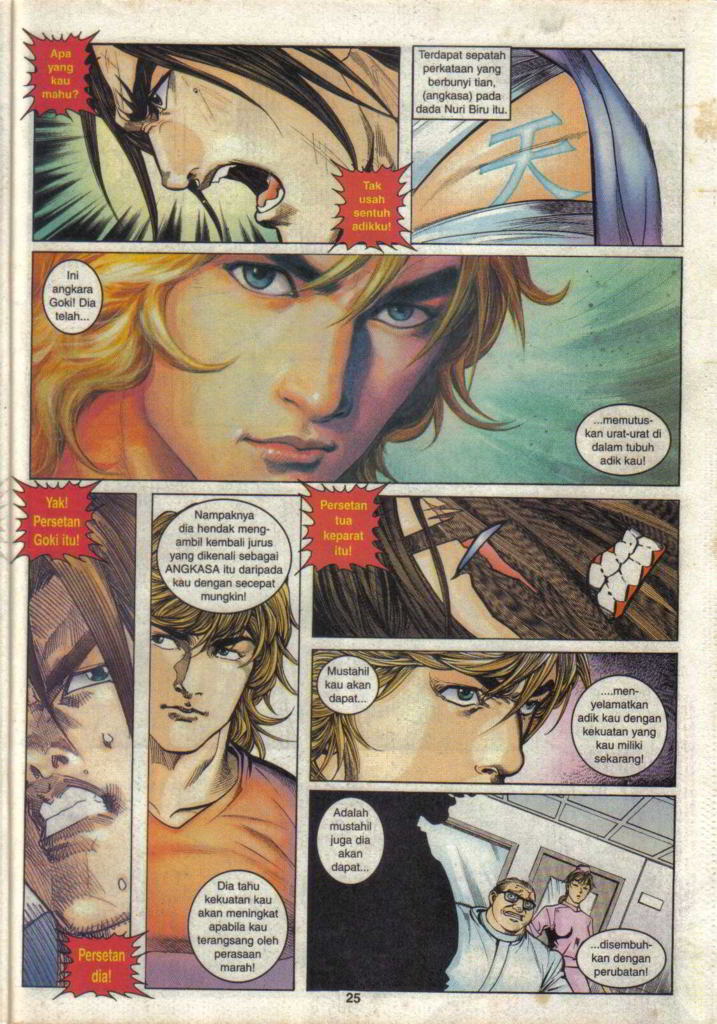 Apa
yang
kau
mahu?
Tak
usah
sentuh
adikku!
Terdapat sepatah
perkataan yang
berbunyi tian,
(angkasa) pada
dada Nuri Biru itu.
天
Ini
angkara
Goki! Dia
telah...
...memutus-
kan urat-urat di
dalam tubuh
adik kau!
Yak!
Persetan
Goki itu!
Persetan
dia!
Nampaknya
dia hendak meng-
ambil kembali jurus
yang dikenali sebagai
ANGKASA itu daripada
kau dengan secepat
mungkin!
Dia tahu
kekuatan kau
akan meningkat
apabila kau
terangsang oleh
perasaan
marah!
Persetan
tua
keparat
itu!
Mustahil
kau akan
dapat...
....men-
yelamatkan
adik kau dengan
kekuatan yang
kau miliki
sekarang!
Adalah
mustahil
juga dia
akan
dapat...
...disembuh-
kan dengan
perubatan!
25